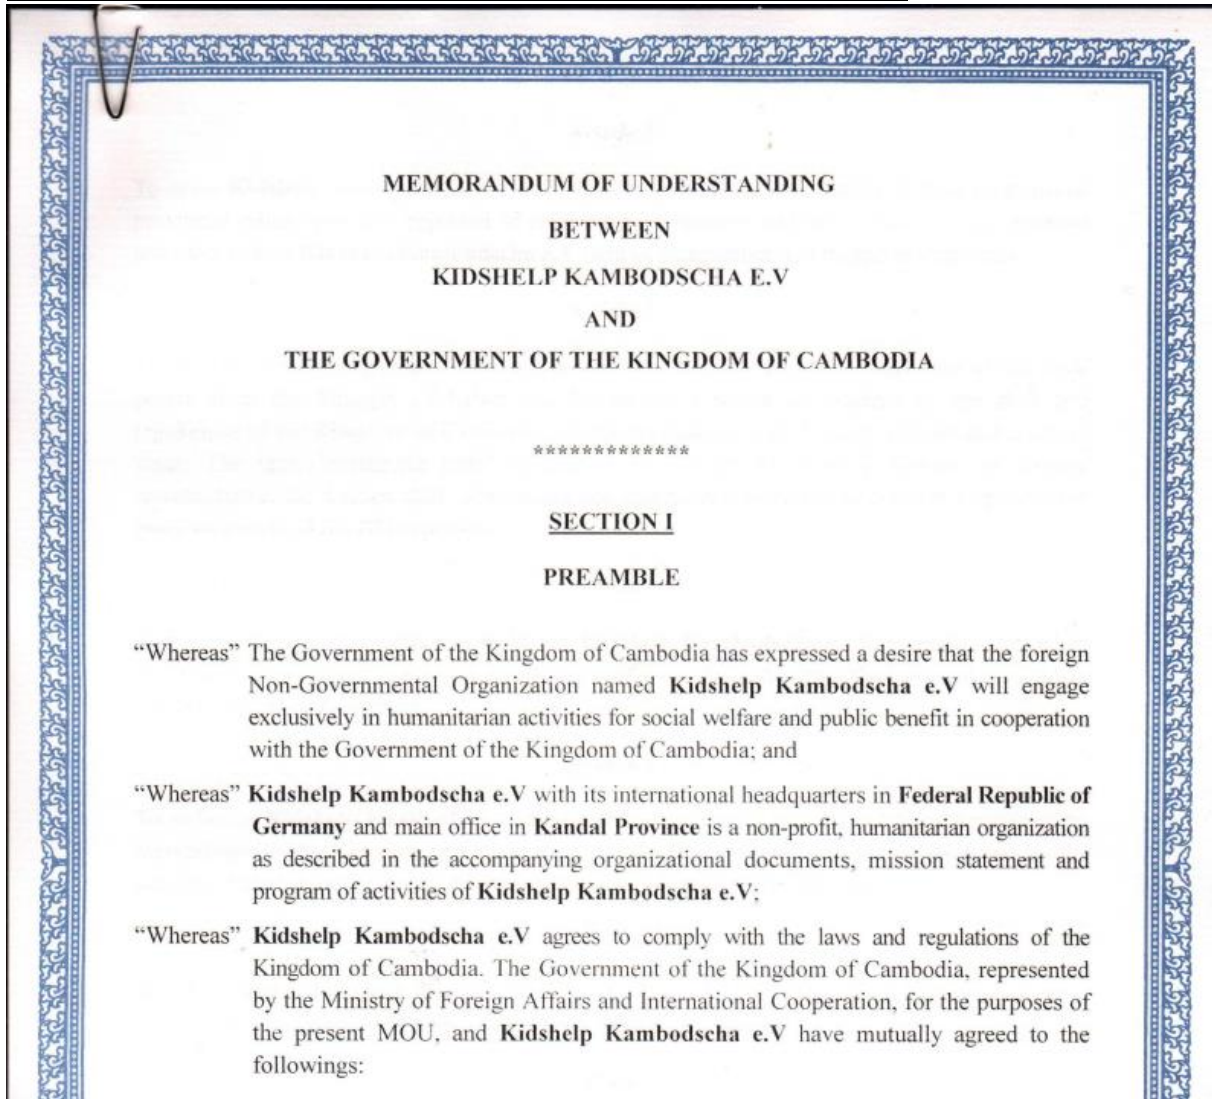 MEMORANDUM OF UNDERSTANDING
BETWEEN
KIDSHELP KAMBODSCHA E.V
AND
THE GOVERNMENT OF THE KINGDOM OF CAMBODIA
*************
SECTION I
PREAMBLE
“Whereas” The Government of the Kingdom of Cambodia has expressed a desire that the foreign
Non-Governmental Organization named Kidshelp Kambodscha e.V will engage
exclusively in humanitarian activities for social welfare and public benefit in cooperation
with the Government of the Kingdom of Cambodia; and
“Whereas” Kidshelp Kambodscha e.V with its international headquarters in Federal Republic of
Germany and main office in Kandal Province is a non-profit, humanitarian organization
as described in the accompanying organizational documents, mission statement and
program of activities of Kidshelp Kambodscha e.V;
“Whereas” Kidshelp Kambodscha e.V agrees to comply with the laws and regulations of the
Kingdom of Cambodia. The Government of the Kingdom of Cambodia, represented
by the Ministry of Foreign Affairs and International Cooperation, for the purposes of
the present MOU, and Kidshelp Kambodscha e.V have mutually agreed to the
followings: